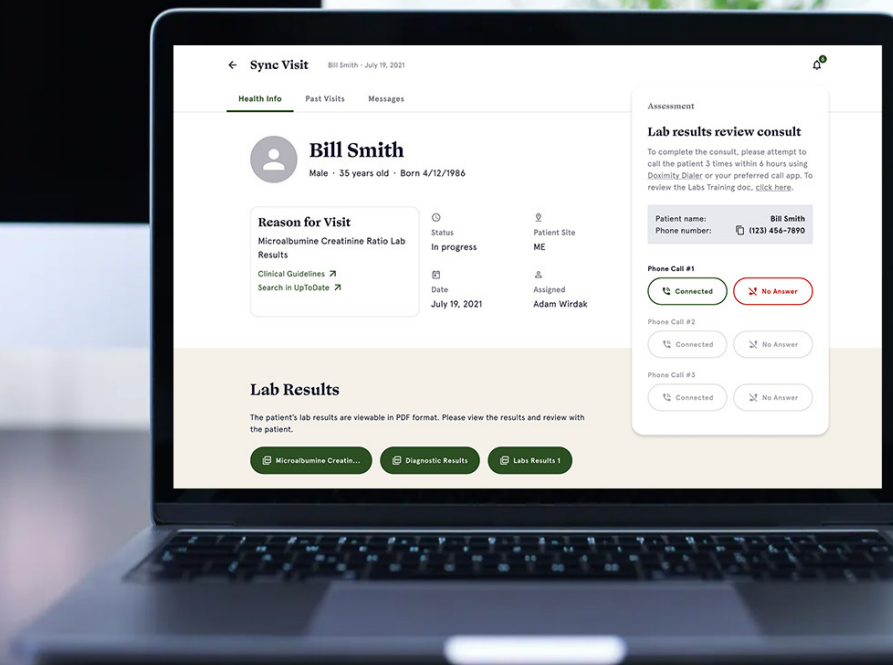 Sync Visit
Bill Smith - July 19, 2021
Health Info
Past Visits
Messages
Bill Smith
Male · 35 years old · Born 4/12/1986
Reason for Visit
Microalbumine Creatinine Ratio Lab
Results
Clinical Guidelines
Search in UpToDate
Status
In progress
Patient Site
ME
Date
July 19, 2021
Assigned
Adam Wirdak
Assessment
Lab results review consult
To complete the consult, please attempt to
call the patient 3 times within 6 hours using
Doximity Dialer or your preferred call app. To
review the Labs Training doc, click here.
Patient name: Bill Smith
Phone number: (123) 456-7890
Phone Call #1
Connected
No Answer
Phone Call #2
Connected
No Answer
Phone Call #3
Connected
No Answer
Lab Results
The patient's lab results are viewable in PDF format. Please view the results and review with
the patient.
Microalbumine Creatin...
Diagnostic Results
Labs Results 1